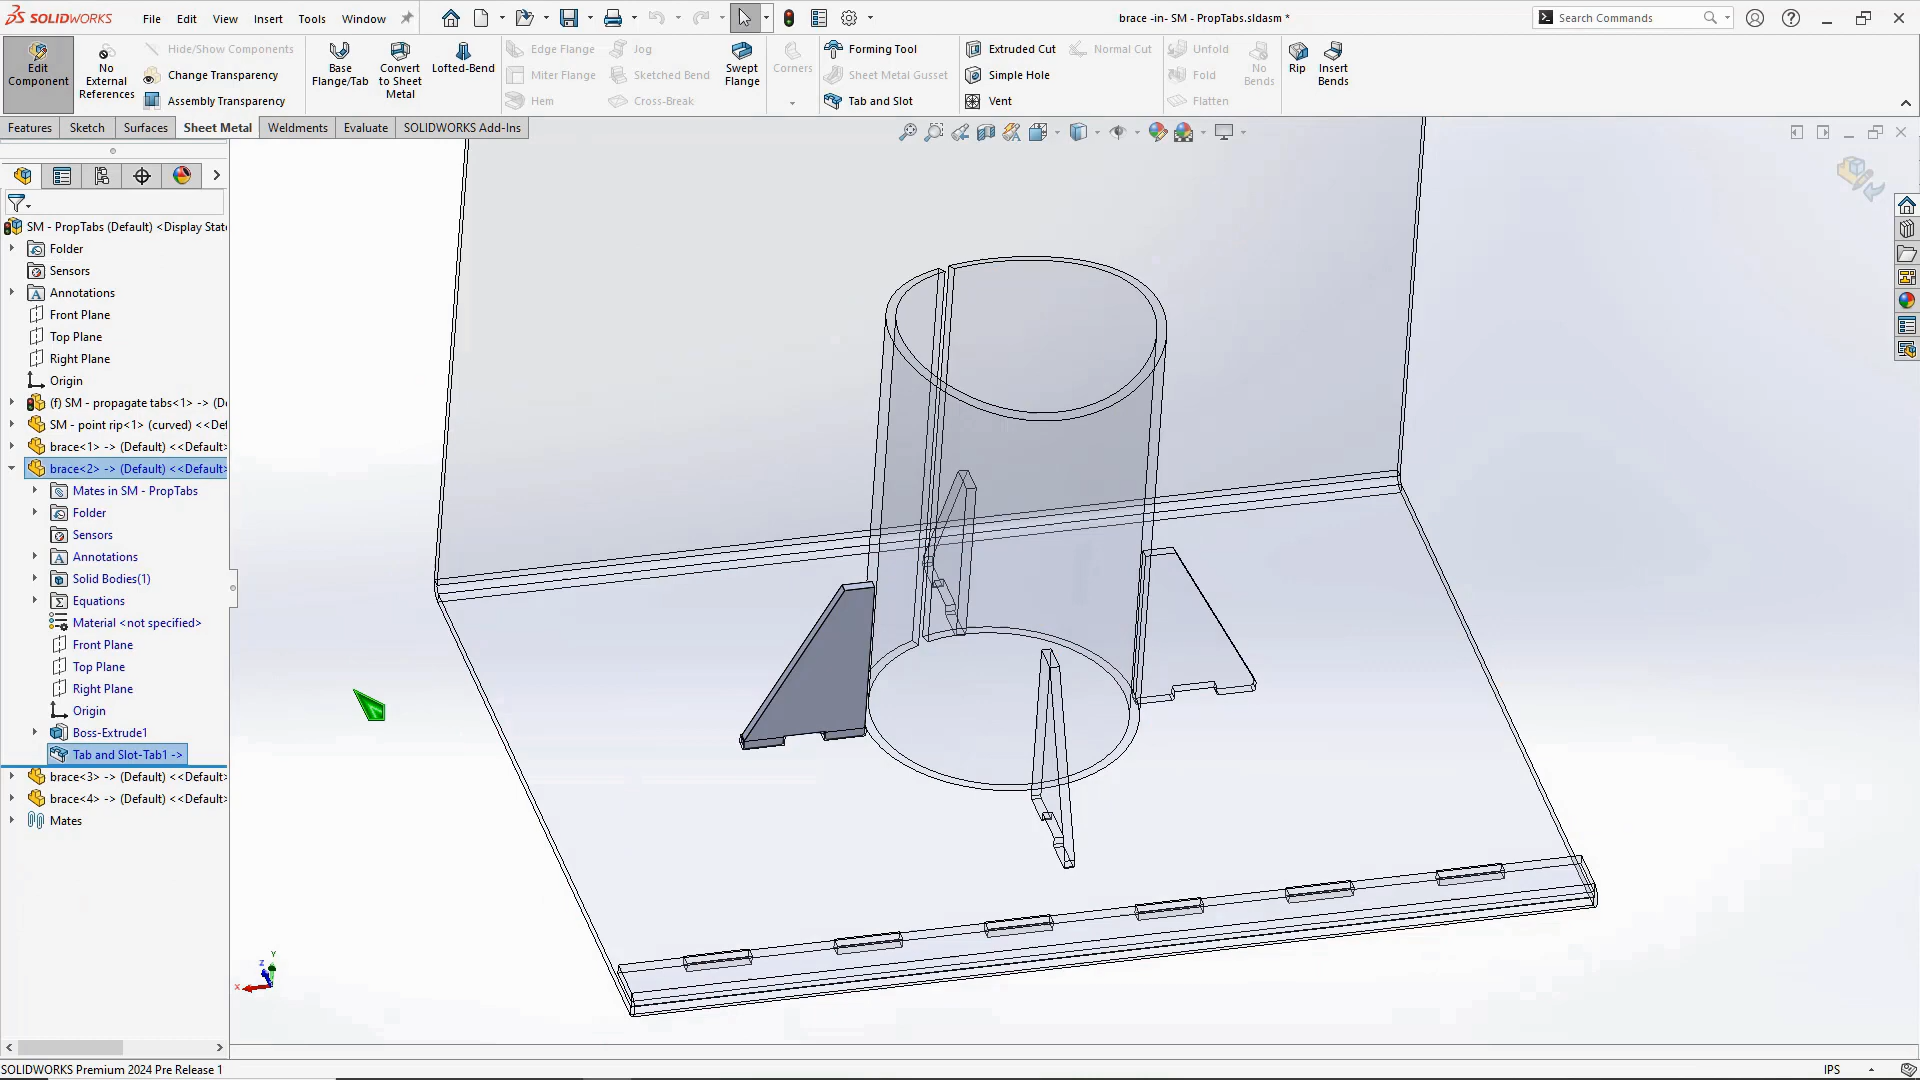 SOLIDWORKS
File
Edit
View
Insert
Tools
Window
brace -in- SM - PropTabs.sldasm *
Search Commands
Edit Component
No External References
Hide/Show Components
Change Transparency
Assembly Transparency
Base Flange/Tab
Convert to Sheet Metal
Lofted-Bend
Edge Flange
Miter Flange
Hem
Jog
Sketched Bend
Cross-Break
Swept Flange
Corners
Forming Tool
Sheet Metal Gusset
Tab and Slot
Extruded Cut
Simple Hole
Vent
Normal Cut
Unfold
Fold
Flatten
No Bends
Rip
Insert Bends
Features
Sketch
Surfaces
Sheet Metal
Weldments
Evaluate
SOLIDWORKS Add-Ins
SM - PropTabs (Default) <Display Stat
Folder
Sensors
Annotations
Front Plane
Top Plane
Right Plane
Origin
(f) SM - propagate tabs<1> -> (D
SM - point rip<1> (curved) <<Def
brace<1> -> (Default) <<Default>
brace<2> -> (Default) <<Default>
Mates in SM - PropTabs
Folder
Sensors
Annotations
Solid Bodies(1)
Equations
Material <not specified>
Front Plane
Top Plane
Right Plane
Origin
Boss-Extrude1
Tab and Slot-Tab1 ->
brace<3> -> (Default) <<Default>
brace<4> -> (Default) <<Default>
Mates
Y
Z
X
SOLIDWORKS Premium 2024 Pre Release 1
IPS